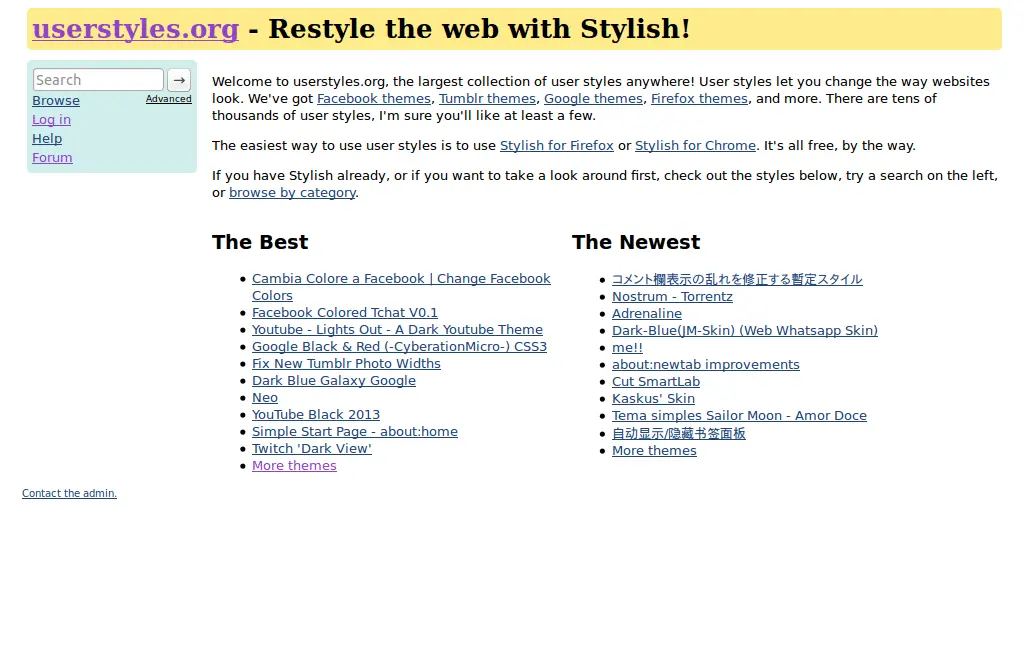 userstyles.org - Restyle the web with Stylish!
Search →
Browse Advanced
Log in
Help
Forum
Welcome to userstyles.org, the largest collection of user styles anywhere! User styles let you change the way websites
look. We've got Facebook themes, Tumblr themes, Google themes, Firefox themes, and more. There are tens of
thousands of user styles, I'm sure you'll like at least a few.
The easiest way to use user styles is to use Stylish for Firefox or Stylish for Chrome. It's all free, by the way.
If you have Stylish already, or if you want to take a look around first, check out the styles below, try a search on the left,
or browse by category.
The Best
Cambia Colore a Facebook | Change Facebook
Colors
Facebook Colored Tchat V0.1
Youtube - Lights Out - A Dark Youtube Theme
Google Black & Red (-CyberationMicro-) CSS3
Fix New Tumblr Photo Widths
Dark Blue Galaxy Google
Neo
YouTube Black 2013
Simple Start Page - about:home
Twitch 'Dark View'
More themes
The Newest
コメント欄表示の乱れを修正する暫定スタイル
Nostrum - Torrentz
Adrenaline
Dark-Blue(JM-Skin) (Web Whatsapp Skin)
me!!
about:newtab improvements
Cut SmartLab
Kaskus' Skin
Tema simples Sailor Moon - Amor Doce
自动显示/隐藏书签面板
More themes
Contact the admin.